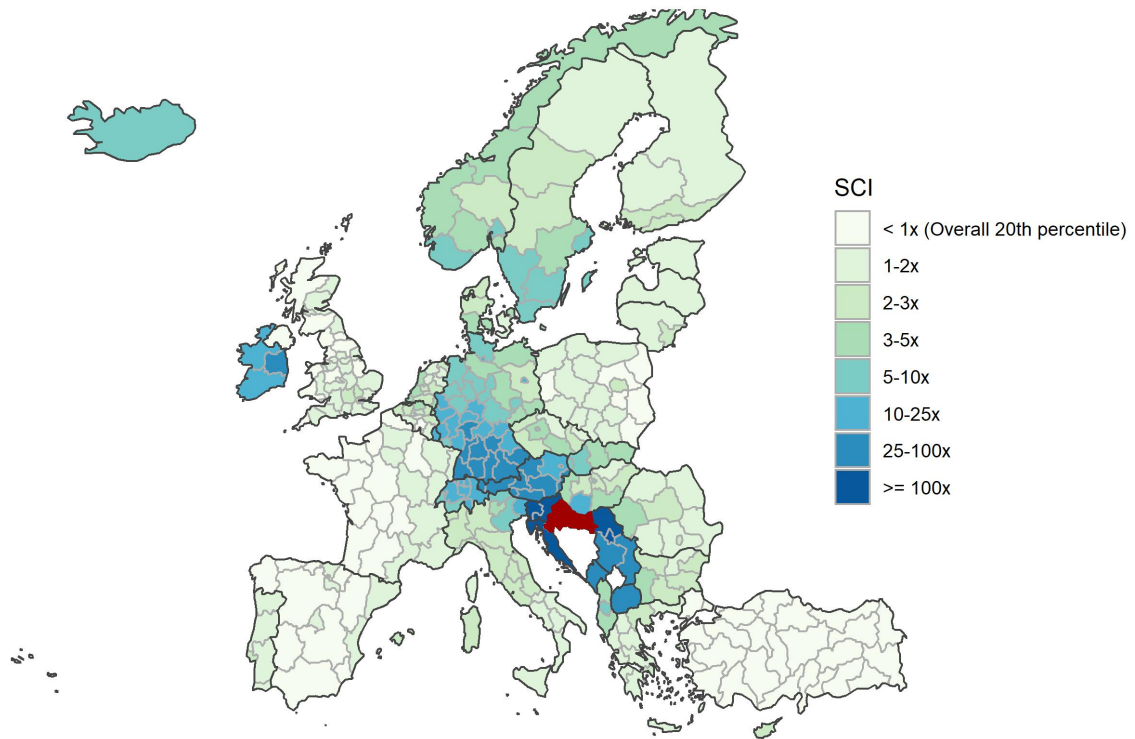 SCI
< 1x (Overall 20th percentile)
1-2x
2-3x
3-5x
5-10x
10-25x
25-100x
>= 100x